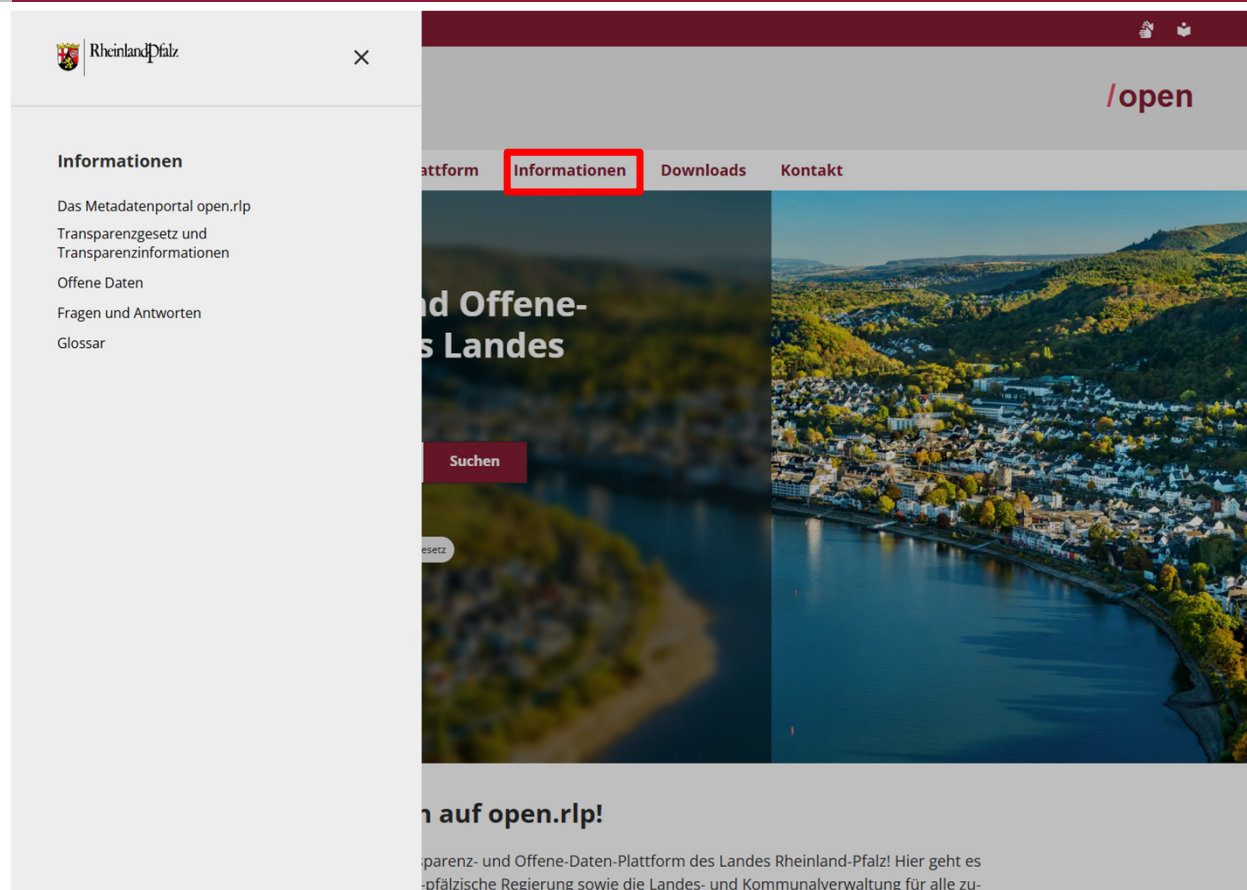 RheinlandPfalz
/open
Informationen
Das Metadatenportal open.rlp
Transparenzgesetz und
Transparenzinformationen
Offene Daten
Fragen und Antworten
Glossar
attform Informationen Downloads Kontakt
nd Offene-
s Landes
Suchen
esetz
n auf open.rlp!
sparenz- und Offene-Daten-Plattform des Landes Rheinland-Pfalz! Hier geht es
-pfälzische Regierung sowie die Landes- und Kommunalverwaltung für alle zu-